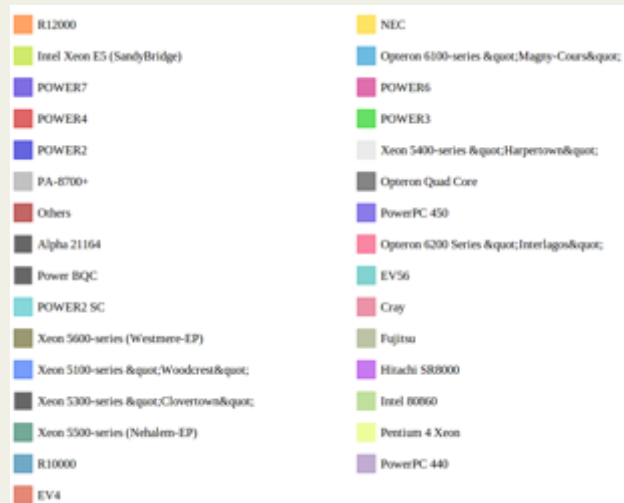 R12000
Intel Xeon E5 (SandyBridge)
POWER7
POWER4
POWER2
PA-8700+
Others
Alpha 21164
Power BQC
POWER2 SC
Xeon 5600-series (Westmere-EP)
Xeon 5100-series &quot;Woodcrest&quot;
Xeon 5300-series &quot;Clovertown&quot;
Xeon 5500-series (Nehalem-EP)
R10000
EV4
NEC
Opteron 6100-series &quot;Magny-Cours&quot;
POWER6
POWER3
Xeon 5400-series &quot;Harpertown&quot;
Opteron Quad Core
PowerPC 450
Opteron 6200 Series &quot;Interlagos&quot;
EV56
Cray
Fujitsu
Hitachi SR8000
Intel 80860
Pentium 4 Xeon
PowerPC 440